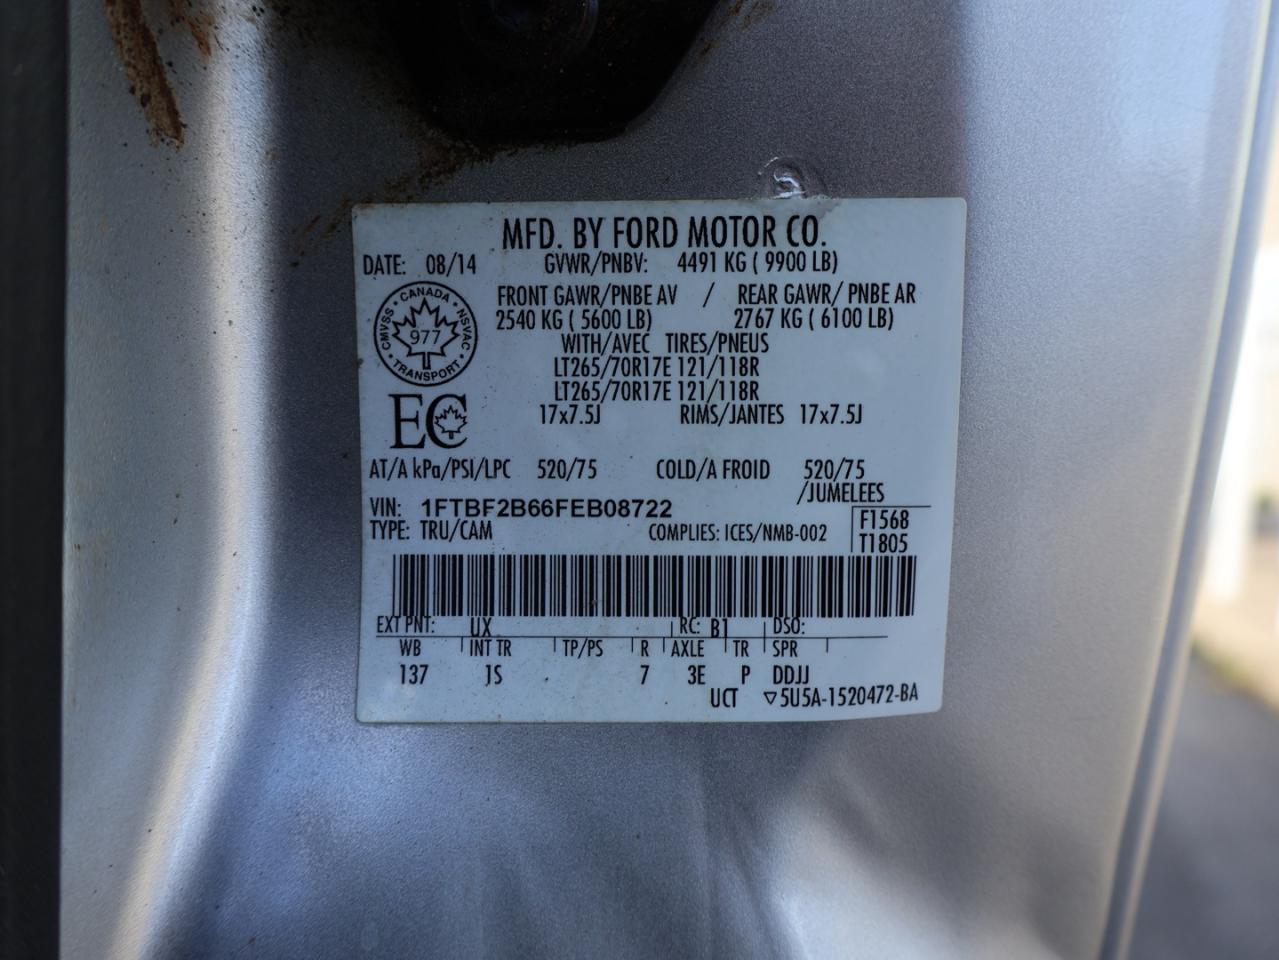 MFD. BY FORD MOTOR CO.
DATE: 08/14 GVWR/PNBV: 4491 KG ( 9900 LB)
FRONT GAWR/PNBE AV / REAR GAWR/ PNBE AR
2540 KG ( 5600 LB) 2767 KG ( 6100 LB)
WITH/AVEC TIRES/PNEUS
LT265/70R17E 121/118R
LT265/70R17E 121/118R
17x7.5J RIMS/JANTES 17x7.5J
CANADA
CMVSS NSVAC
977
TRANSPORT
EC
AT/A kPa/PSI/LPC 520/75 COLD/A FROID 520/75
/JUMELEES
VIN: 1FTBF2B66FEB08722 F1568
TYPE: TRU/CAM COMPLIES: ICES/NMB-002 T1805
EXT PNT: UX RC: B1 DSO:
WB INT TR TP/PS R AXLE TR SPR
137 JS 7 3E P DDJJ
UCT ▽5U5A-1520472-BA